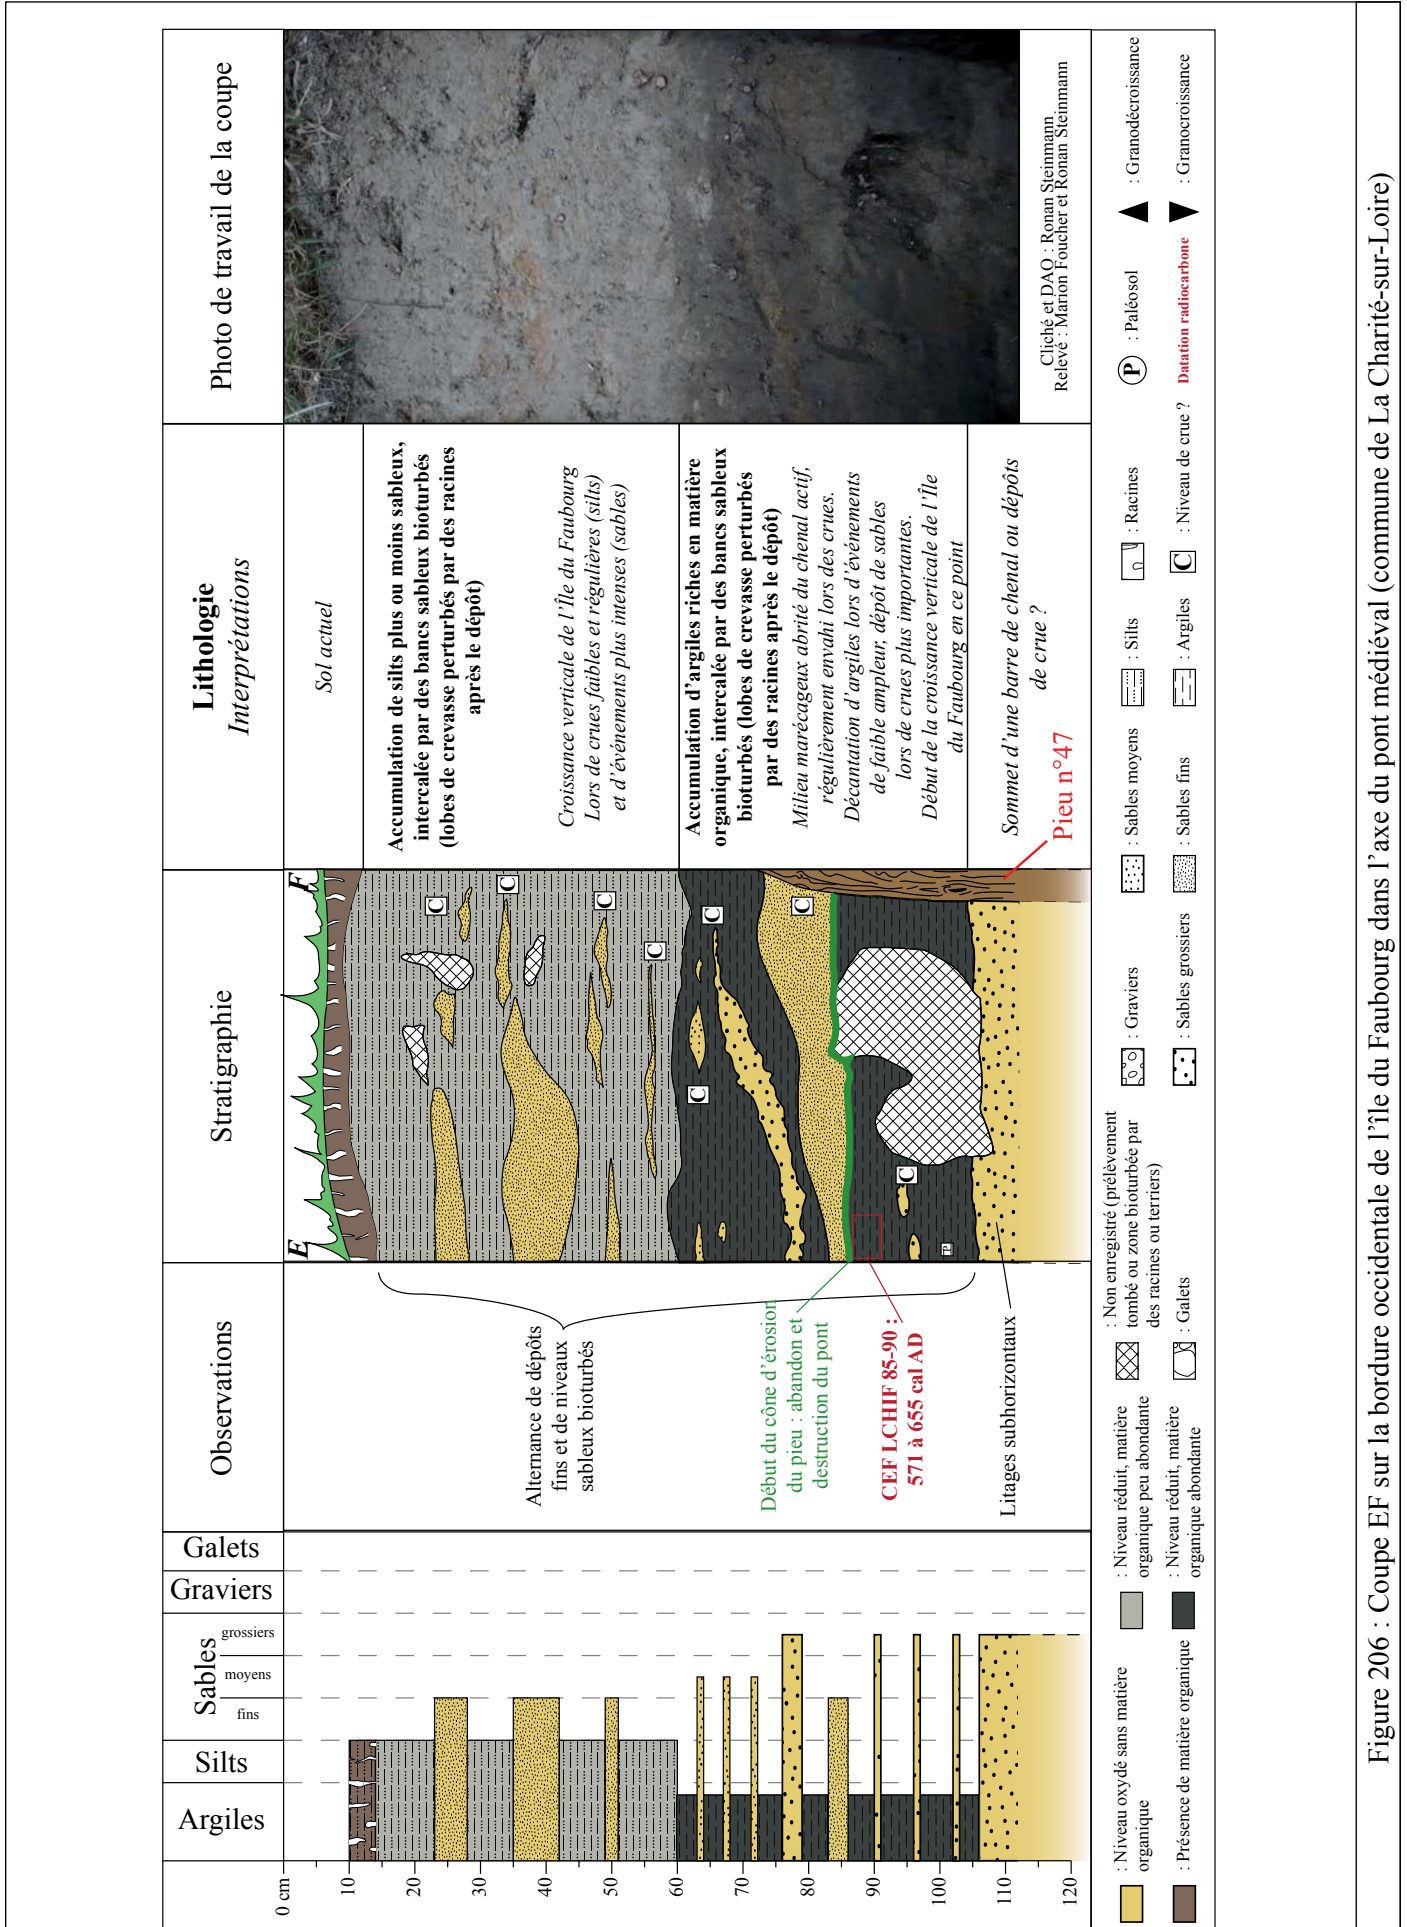 Argiles
Silts
Sables
fins
moyens
grossiers
Graviers
Galets
Observations
Stratigraphie
Lithologie
Interprétations
Photo de travail de la coupe
0 cm
10
20
30
40
50
60
70
80
90
100
110
120
Alternance de dépôts
fins et de niveaux
sableux bioturbés
Début du cône d'érosion
du pieu : abandon et
destruction du pont
CEF LCHIF 85-90 :
571 à 655 cal AD
Litages subhorizontaux
E
F
C
C
C
C
C
C
C
C
P
Pieu n°47
Sol actuel
Accumulation de silts plus ou moins sableux,
intercalée par des bancs sableux bioturbés
(lobes de crevasse perturbés par des racines
après le dépôt)
Croissance verticale de l'Île du Faubourg
Lors de crues faibles et régulières (silts)
et d'événements plus intenses (sables)
Accumulation d'argiles riches en matière
organique, intercalée par des bancs sableux
bioturbés (lobes de crevasse perturbés
par des racines après le dépôt)
Milieu marécageux abrité du chenal actif,
régulièrement envahi lors des crues.
Décantation d'argiles lors d'événements
de faible ampleur, dépôt de sables
lors de crues plus importantes.
Début de la croissance verticale de l'Île
du Faubourg en ce point
Sommet d'une barre de chenal ou dépôts
de crue ?
Cliché et DAO : Ronan Steinmann
Relevé : Marion Foucher et Ronan Steinmann
: Niveau oxydé sans matière
organique
: Présence de matière organique
: Niveau réduit, matière
organique peu abondante
: Niveau réduit, matière
organique abondante
: Non enregistré (prélèvement
tombé ou zone bioturbée par
des racines ou terriers)
: Galets
: Graviers
: Sables grossiers
: Sables moyens
: Sables fins
: Silts
: Argiles
: Racines
C : Niveau de crue ?
P : Paléosol
Datation radiocarbone
: Granodécroissance
: Granocroissance
Figure 206 : Coupe EF sur la bordure occidentale de l'île du Faubourg dans l'axe du pont médiéval (commune de La Charité-sur-Loire)